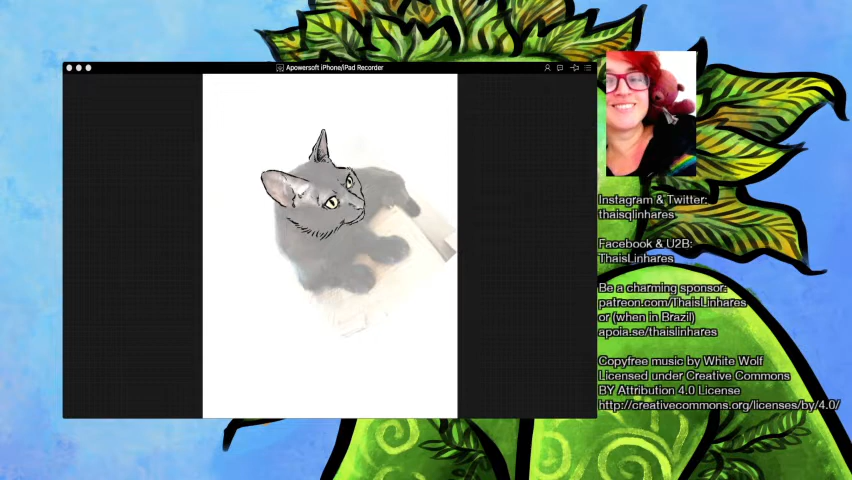 Apowersoft iPhone/iPad Recorder
Instagram & Twitter:
thaisqlinhares
Facebook & U2B:
ThaisLinhares
Be a charming sponsor:
patreon.com/ThaisLinhares
or (when in Brazil)
apoia.se/thaislinhares
Copyfree music by White Wolf
Licensed under Creative Commons
BY Attribution 4.0 License
http://creativecommons.org/licenses/by/4.0/